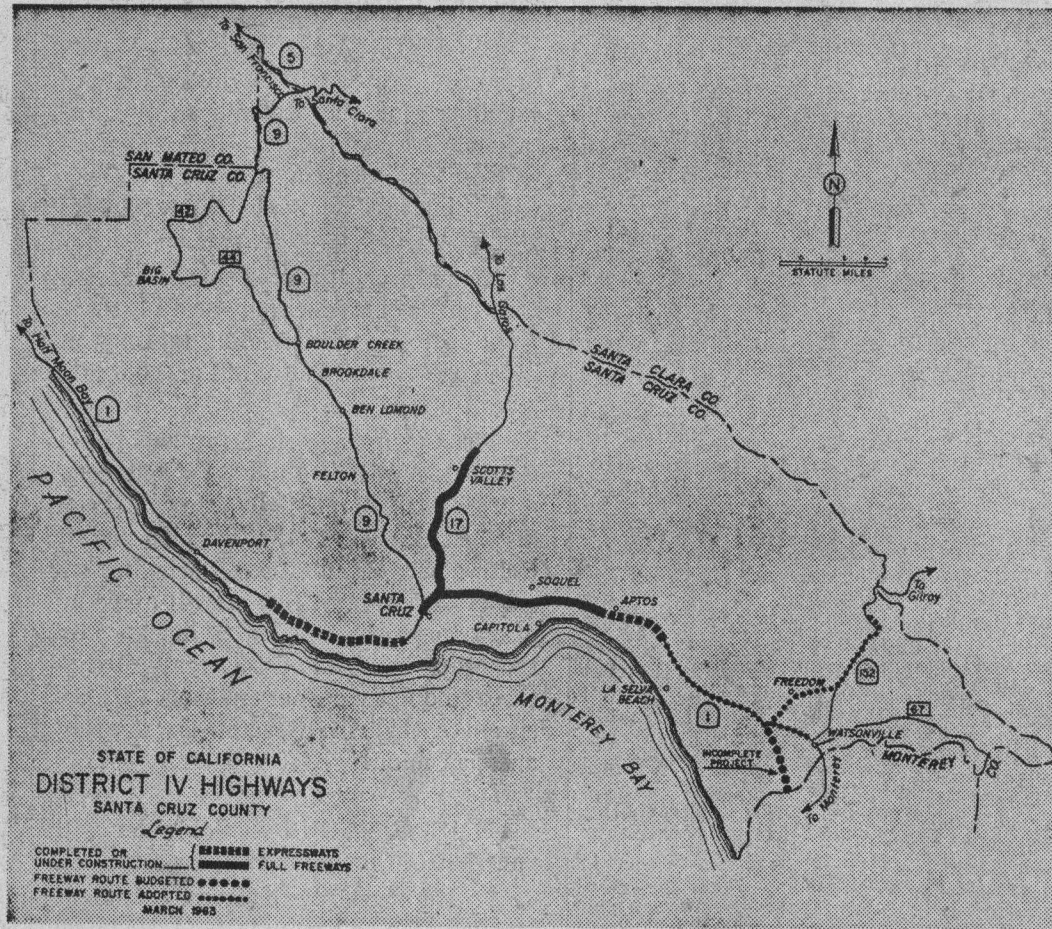 To San Francisco
5
To Santa Clara
9
SAN MATEO CO.
SANTA CRUZ CO.
N
STATUTE MILES
42
44
BIG
BASIN
9
To Los Gatos
To Half Moon Bay
1
BOULDER CREEK
BROOKDALE
BEN LOMOND
SANTA CLARA CO.
SANTA CRUZ CO.
FELTON
SCOTTS
VALLEY
9
17
PACIFIC OCEAN
DAVENPORT
SANTA
CRUZ
SOQUEL
CAPITOLA
APTOS
To
Gilroy
LA SELVA
BEACH
FREEDOM
152
1
67
WATSONVILLE
MONTEREY CO.
MONTEREY BAY
INCOMPLETE
PROJECT
To Monterey
STATE OF CALIFORNIA
DISTRICT IV HIGHWAYS
SANTA CRUZ COUNTY
Legend
COMPLETED OR
UNDER CONSTRUCTION
EXPRESSWAYS
FULL FREEWAYS
FREEWAY ROUTE BUDGETED
FREEWAY ROUTE ADOPTED
MARCH 1963